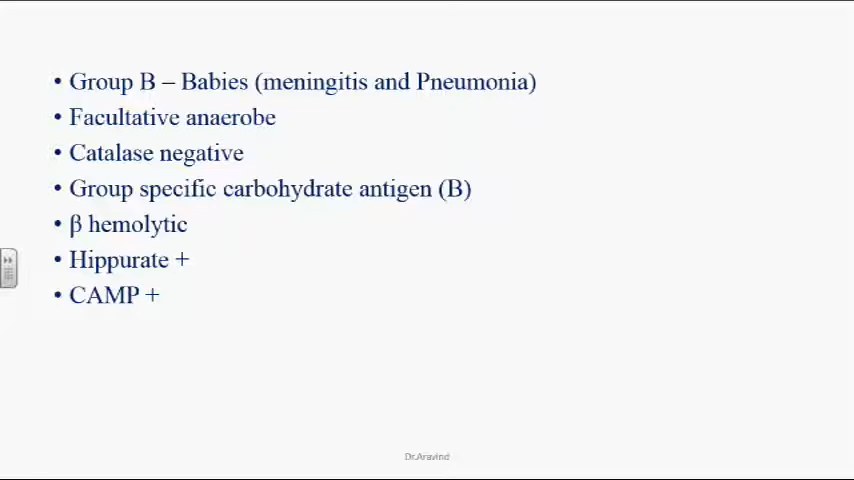 • Group B – Babies (meningitis and Pneumonia)
• Facultative anaerobe
• Catalase negative
• Group specific carbohydrate antigen (B)
• β hemolytic
• Hippurate +
• CAMP +
Dr.Aravind